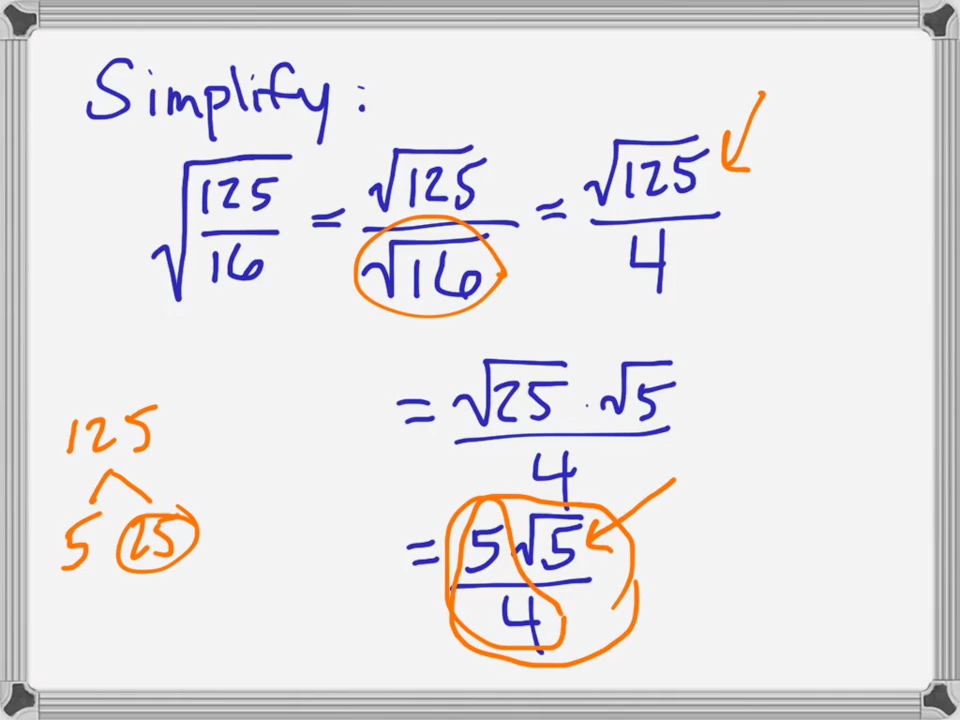 Simplify:
√(125/16) = √125/√16 = √125/4
= √25 · √5/4
125
5 25
= 5√5/4